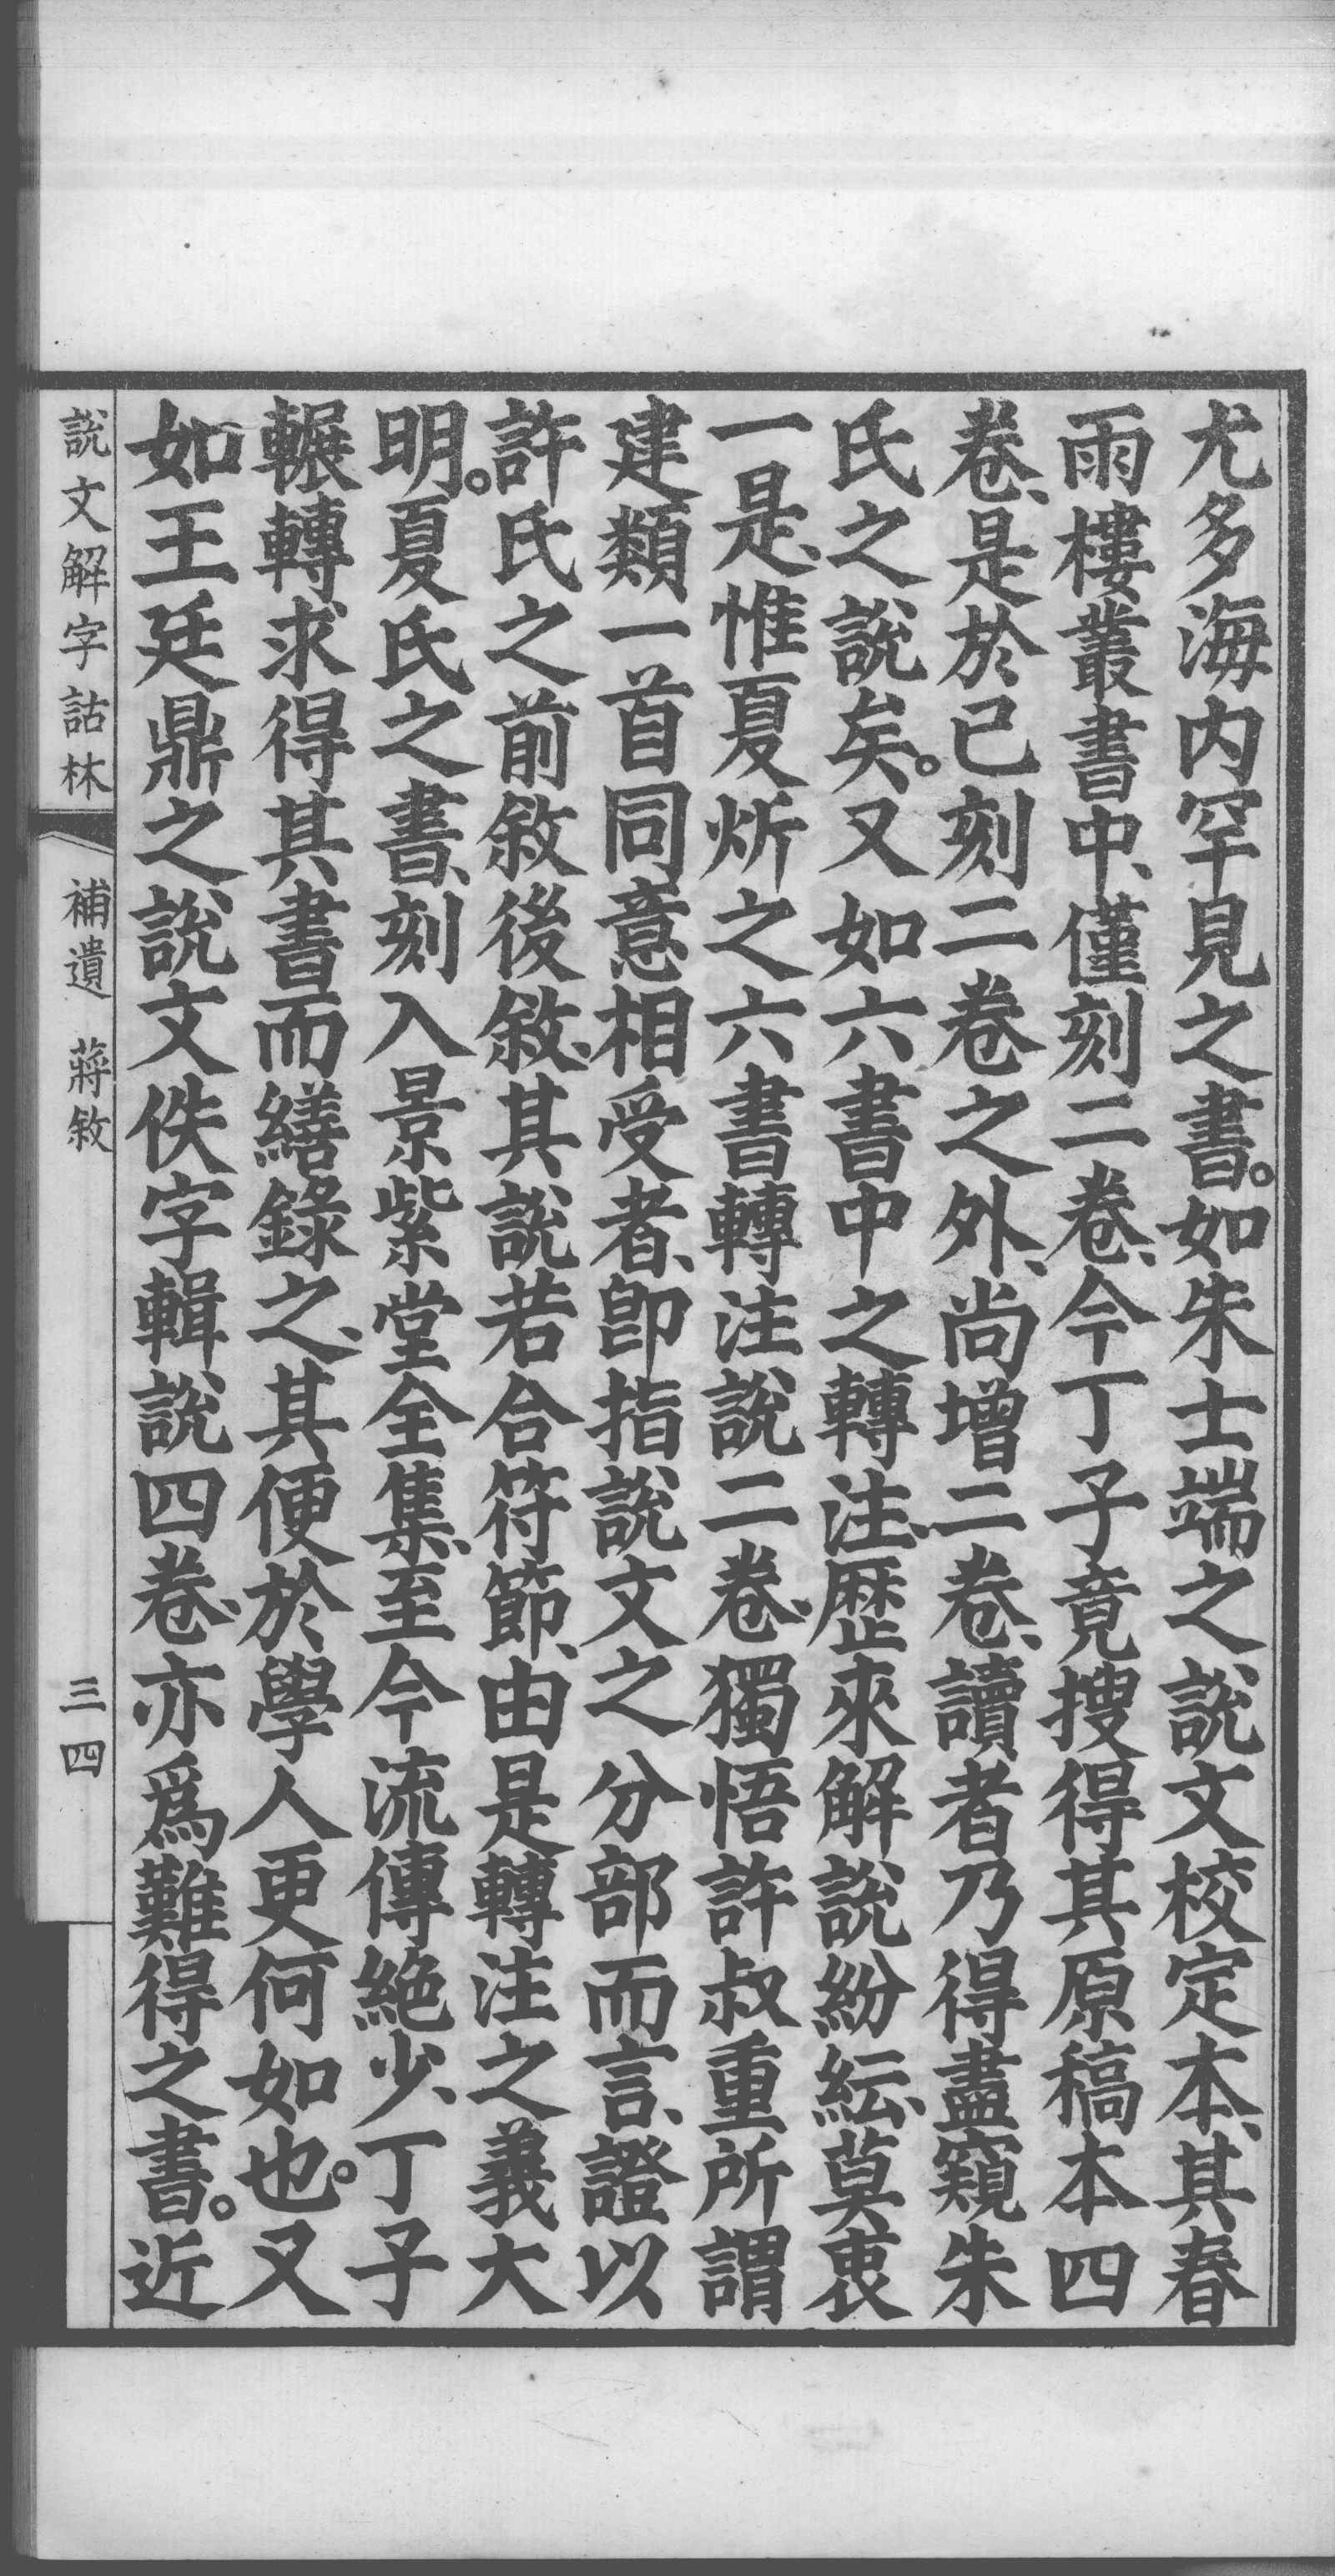 尤多海内罕見之書。如朱士端之說文校定本、其春
雨樓叢書中、僅刻二卷、今丁子竟搜得其原稿本四
卷、是於已刻二卷之外、尚增二卷、讀者乃得盡窺朱
氏之說矣。又如六書中之轉注、歷來解說紛紜、莫衷
一是、惟夏炘之六書轉注說二卷、獨悟許叔重所謂
建類一首同意相受者、即指說文之分部而言、證以
許氏之前敘後敘、其說若合符節、由是轉注之義大
明。夏氏之書、刻入景紫堂全集、至今流傳絶少、丁子
輾轉求得其書而繕錄之、其便於學人更何如也。又
如王廷鼎之說文佚字輯說四卷、亦爲難得之書。近
說文解字詁林 補遺 蔣敘 三四